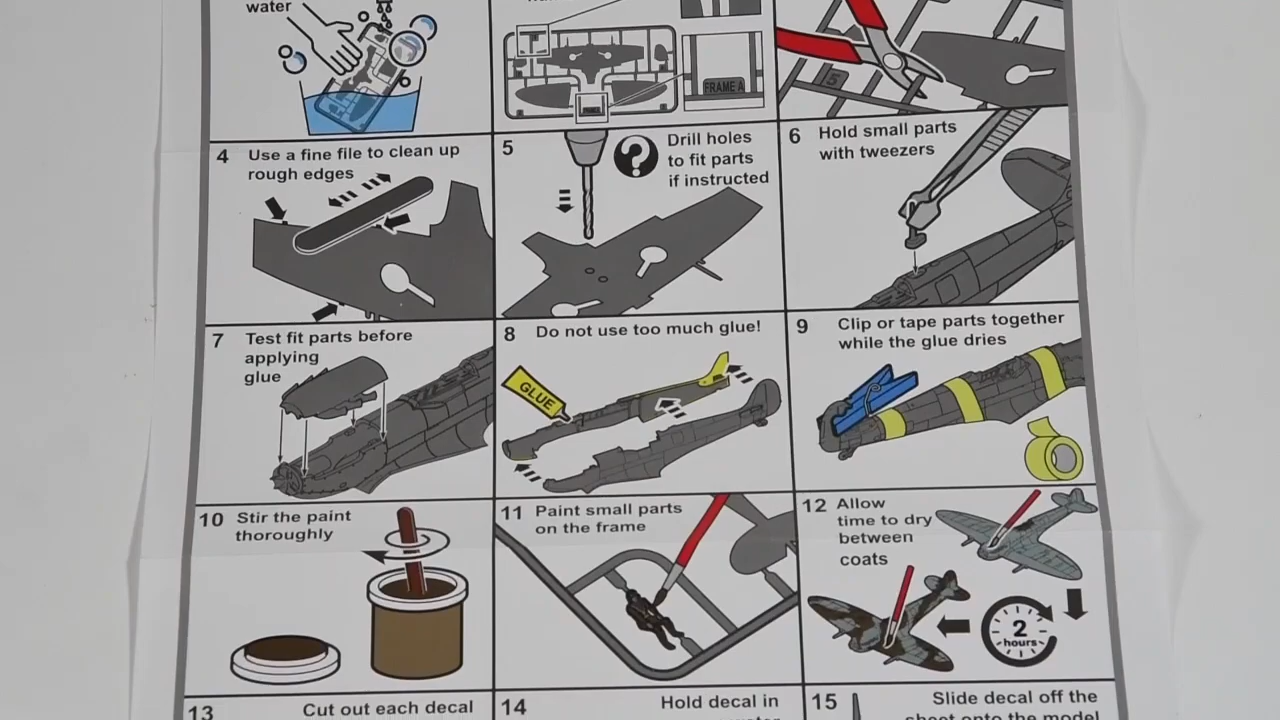 water
FRAME A
5
4 Use a fine file to clean up
rough edges
5 Drill holes
to fit parts
if instructed
?
6 Hold small parts
with tweezers
7 Test fit parts before
applying
glue
8 Do not use too much glue!
GLUE
9 Clip or tape parts together
while the glue dries
10 Stir the paint
thoroughly
11 Paint small parts
on the frame
12 Allow
time to dry
between
coats
2
hours
13 Cut out each decal
14 Hold decal in
15 Slide decal off the
sheet onto the model